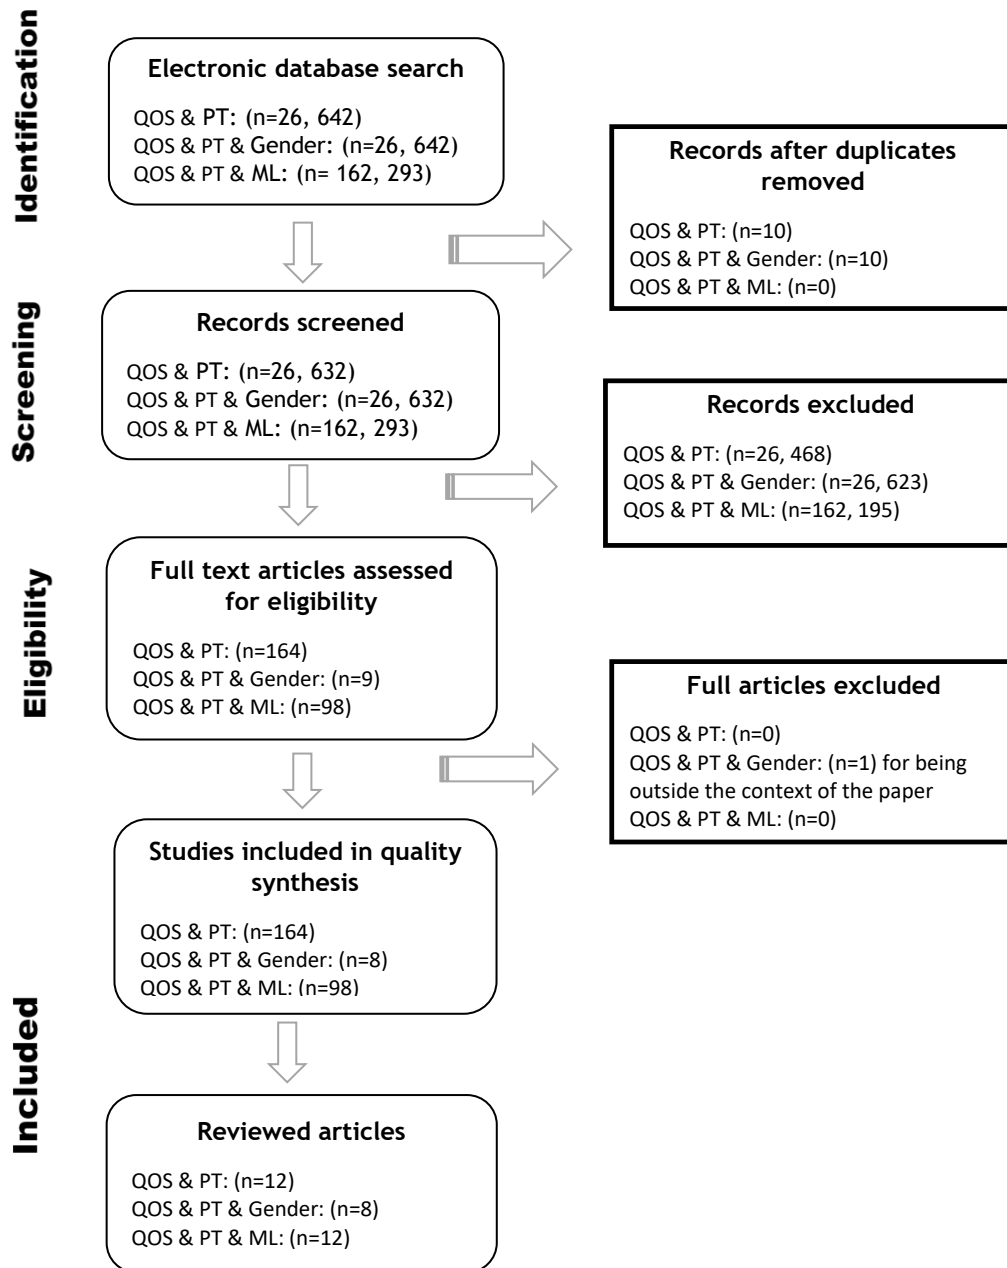 Identification
Electronic database search
QOS & PT: (n=26, 642)
QOS & PT & Gender: (n=26, 642)
QOS & PT & ML: (n= 162, 293)
Records after duplicates
removed
QOS & PT: (n=10)
QOS & PT & Gender: (n=10)
QOS & PT & ML: (n=0)
Screening
Records screened
QOS & PT: (n=26, 632)
QOS & PT & Gender: (n=26, 632)
QOS & PT & ML: (n=162, 293)
Records excluded
QOS & PT: (n=26, 468)
QOS & PT & Gender: (n=26, 623)
QOS & PT & ML: (n=162, 195)
Eligibility
Full text articles assessed
for eligibility
QOS & PT: (n=164)
QOS & PT & Gender: (n=9)
QOS & PT & ML: (n=98)
Full articles excluded
QOS & PT: (n=0)
QOS & PT & Gender: (n=1) for being
outside the context of the paper
QOS & PT & ML: (n=0)
Studies included in quality
synthesis
QOS & PT: (n=164)
QOS & PT & Gender: (n=8)
QOS & PT & ML: (n=98)
Included
Reviewed articles
QOS & PT: (n=12)
QOS & PT & Gender: (n=8)
QOS & PT & ML: (n=12)